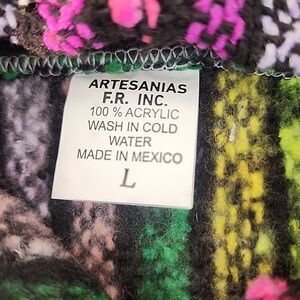 ARTESANIAS
F.R. INC.
100 % ACRYLIC
WASH IN COLD
WATER
MADE IN MEXICO
L